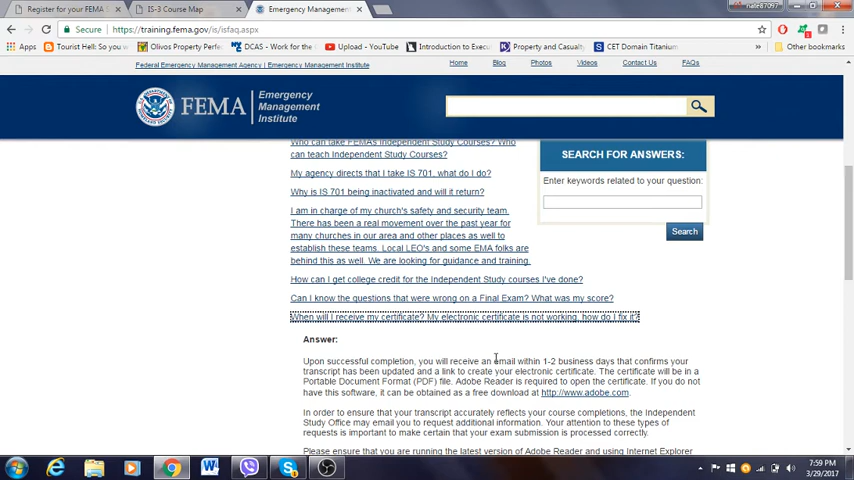 Register for your FEMA
IS-3 Course Map
Emergency Management
nate87097
Secure
https://training.fema.gov/is/isfaq.aspx
Apps
Tourist Hell: So you w
Olivos Property Perfec
DCAS - Work for the
Upload - YouTube
Introduction to Execut
Property and Casualty
CET Domain Titanium
Other bookmarks
Federal Emergency Management Agency | Emergency Management Institute
Home
Blog
Photos
Videos
Contact Us
FAQs
FEMA
Emergency
Management
Institute
Who can take FEMAs Independent Study Courses? Who
can teach Independent Study Courses?
My agency directs that I take IS 701, what do I do?
Why is IS 701 being inactivated and will it return?
I am in charge of my church's safety and security team.
There has been a real movement over the past year for
many churches in our area and other places as well to
establish these teams. Local LEO's and some EMA folks are
behind this as well. We are looking for guidance and training.
How can I get college credit for the Independent Study courses I've done?
Can I know the questions that were wrong on a Final Exam? What was my score?
When will I receive my certificate? My electronic certificate is not working, how do I fix it?
SEARCH FOR ANSWERS:
Enter keywords related to your question:
Search
Answer:
Upon successful completion, you will receive an email within 1-2 business days that confirms your
transcript has been updated and a link to create your electronic certificate. The certificate will be in a
Portable Document Format (PDF) file. Adobe Reader is required to open the certificate. If you do not
have this software, it can be obtained as a free download at http://www.adobe.com.
In order to ensure that your transcript accurately reflects your course completions, the Independent
Study Office may email you to request additional information. Your attention to these types of
requests is important to make certain that your exam submission is processed correctly.
Please ensure that you are running the latest version of Adobe Reader and using Internet Explorer
7:59 PM
3/29/2017